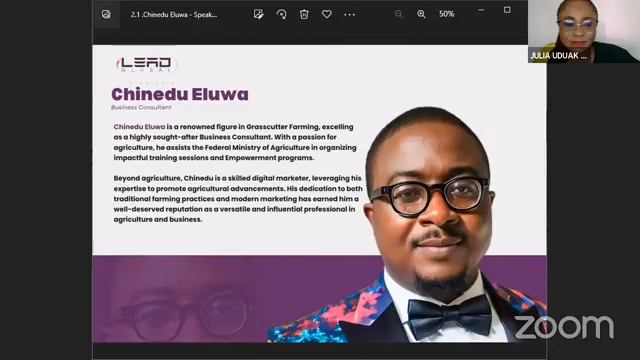 2.1 .Chinedu Eluwa - Speak...
50%
JULIA UDUAK ...
LEAD
GLOBAL
Chinedu Eluwa
Business Consultant
Chinedu Eluwa is a renowned figure in Grasscutter Farming, excelling
as a highly sought-after Business Consultant. With a passion for
agriculture, he assists the Federal Ministry of Agriculture in organizing
impactful training sessions and Empowerment programs.
Beyond agriculture, Chinedu is a skilled digital marketer, leveraging his
expertise to promote agricultural advancements. His dedication to both
traditional farming practices and modern marketing has earned him a
well-deserved reputation as a versatile and influential professional in
agriculture and business.
zoom